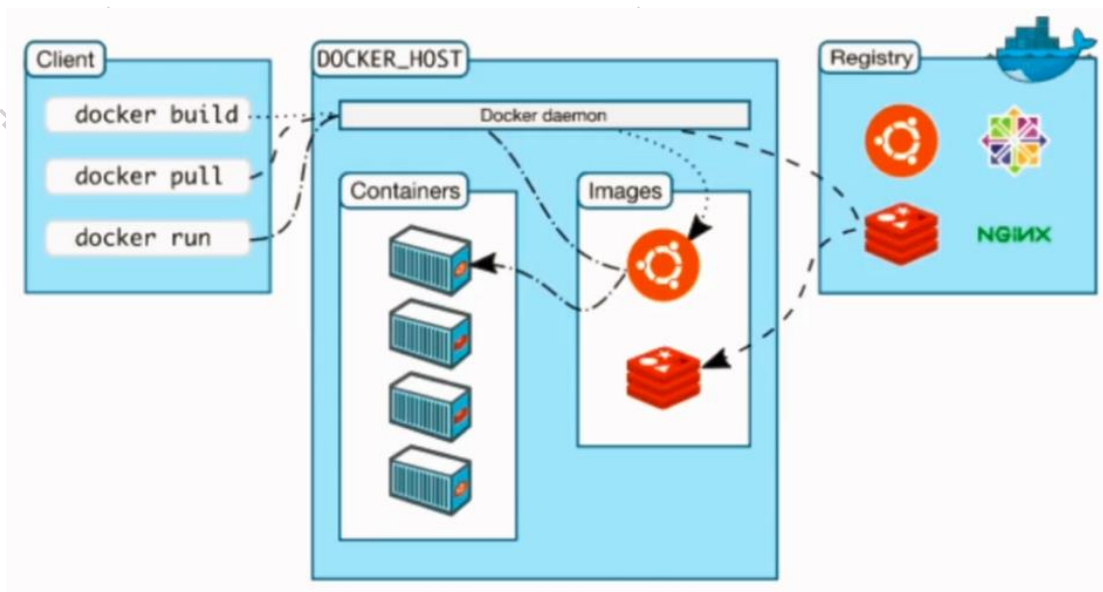 Client
docker build
docker pull
docker run
DOCKER_HOST
Docker daemon
Containers
Images
Registry
NGINX